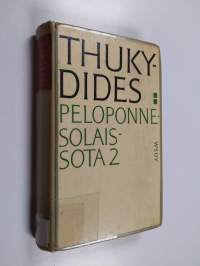 THUKY-
DIDES
PELOPONNE-
SOLAIS-
SOTA 2
WSOY